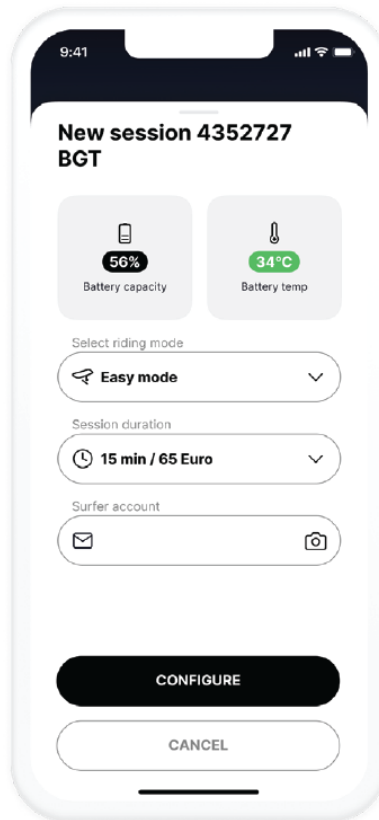 9:41
New session 4352727
BGT
56%
34°C
Battery capacity
Battery temp
Select riding mode
Easy mode
Session duration
15 min / 65 Euro
Surfer account
CONFIGURE
CANCEL